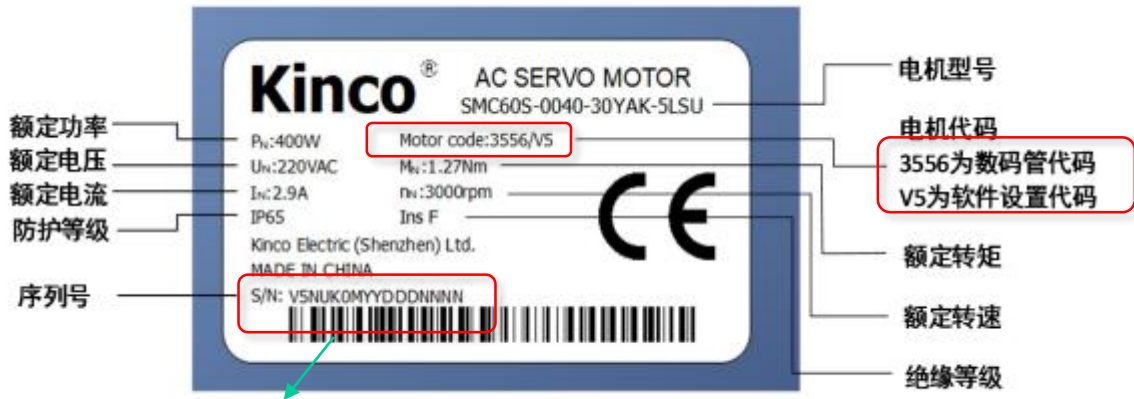 Kinco®
AC SERVO MOTOR
SMC60S-0040-30YAK-5LSU
电机型号
额定功率
PN:400W
Motor code:3556/V5
电机代码
3556为数码管代码
V5为软件设置代码
额定电压
UN:220VAC
MN:1.27Nm
额定转矩
额定电流
IN:2.9A
nN:3000rpm
额定转速
防护等级
IP65
Ins F
绝缘等级
CE
Kinco Electric (Shenzhen) Ltd.
MADE IN CHINA
序列号
S/N: V5NUK0MYYDDDNNNN